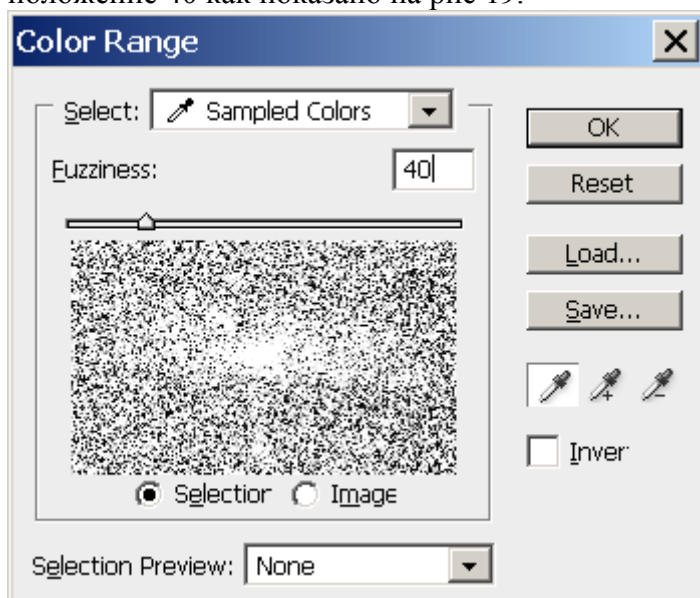 положение 40 как показано на рис 19.
Color Range
Select: Sampled Colors
OK
Fuzziness: 40
Reset
Load...
Save...
Inver
Selection Image
Selection Preview: None